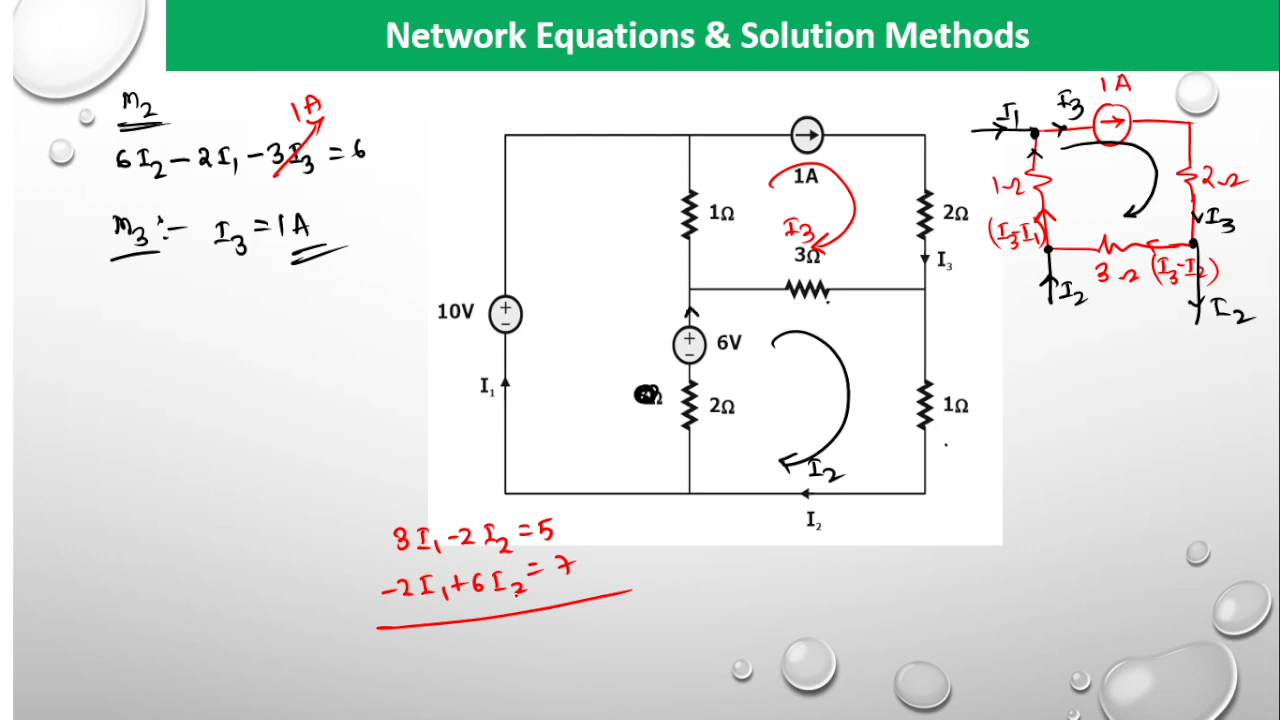 Network Equations & Solution Methods
M2
6I2 - 2I1 - 3I3 = 6
1A
M3 :- I3 = 1A
1A
1Ω
2Ω
I3
3Ω
I3
10V
6V
I1
2Ω
1Ω
I2
I2
I1
I3
1A
1Ω
2Ω
(I3-I1)
I3
3Ω
(I3-I2)
I2
I2
3I1 - 2I2 = 5
-2I1 + 6I2 = 7